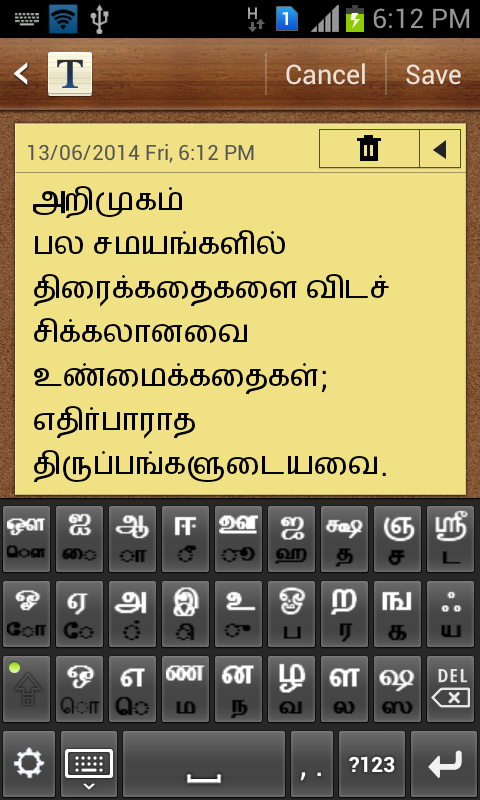 H 1 6:12 PM
T Cancel Save
13/06/2014 Fri, 6:12 PM
அறிமுகம்
பல சமயங்களில்
திரைக்கதைகளை விடச்
சிக்கலானவை
உண்மைக்கதைகள்;
எதிர்பாராத
திருப்பங்களுடையவை.
ஔ ஐ ஆ ஈ ஊ ஜ க்ஷ ஞ ஸ்ரீ
ௌ ை ா ீ ூ ஹ த ச ட
ஓ ஏ அ இ உ ஔ ற ங ஃ
ோ ே ் ி ு ப ர க ய
ஒ எ ண ன ழ ள ஷ DEL
ொ ெ ம ந வ ல ஸ
, . ?123